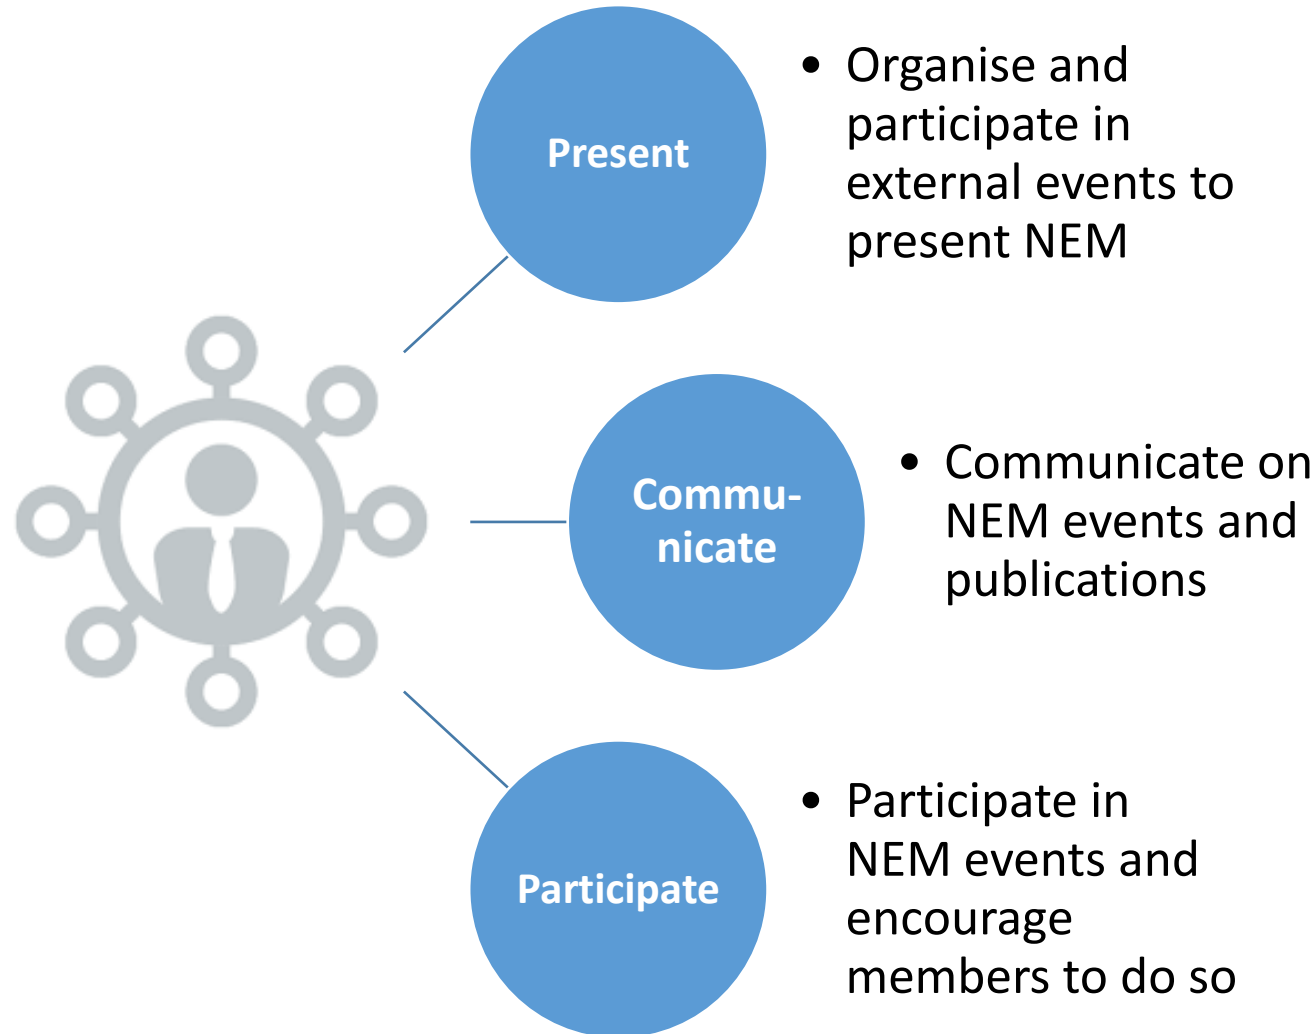 Present
• Organise and
participate in
external events to
present NEM
Commu-
nicate
• Communicate on
NEM events and
publications
Participate
• Participate in
NEM events and
encourage
members to do so